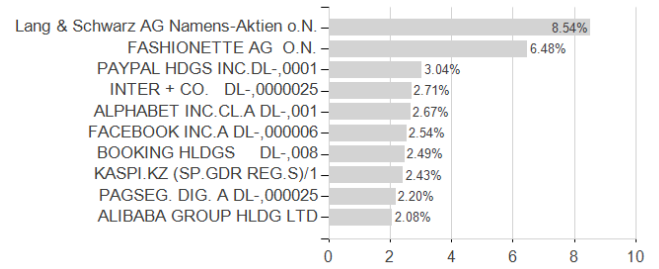 Lang & Schwarz AG Namens-Aktien o.N. 8.54%
FASHIONETTE AG O.N. 6.48%
PAYPAL HDGS INC.DL-,0001 3.04%
INTER + CO. DL-,0000025 2.71%
ALPHABET INC.CL.A DL-,001 2.67%
FACEBOOK INC.A DL-,000006 2.54%
BOOKING HLDGS DL-,008 2.49%
KASPI.KZ (SP.GDR REG.S)/1 2.43%
PAGSEG. DIG. A DL-,000025 2.20%
ALIBABA GROUP HLDG LTD 2.08%
0 2 4 6 8 10